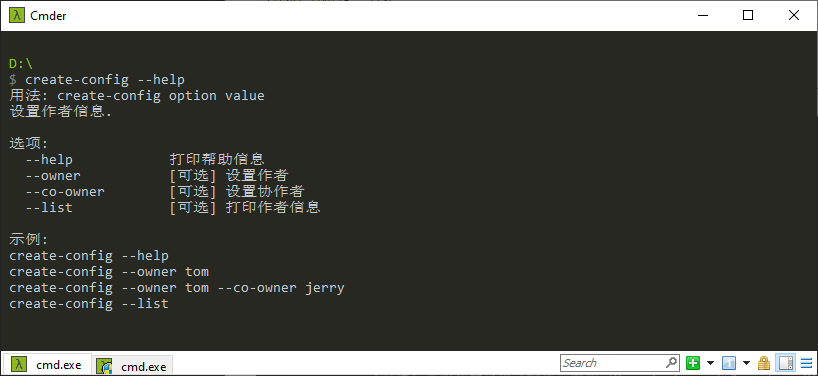 Cmder
D:\
$ create-config --help
用法: create-config option value
设置作者信息.
选项:
--help 打印帮助信息
--owner [可选] 设置作者
--co-owner [可选] 设置协作者
--list [可选] 打印作者信息
示例:
create-config --help
create-config --owner tom
create-config --owner tom --co-owner jerry
create-config --list
cmd.exe cmd.exe Search